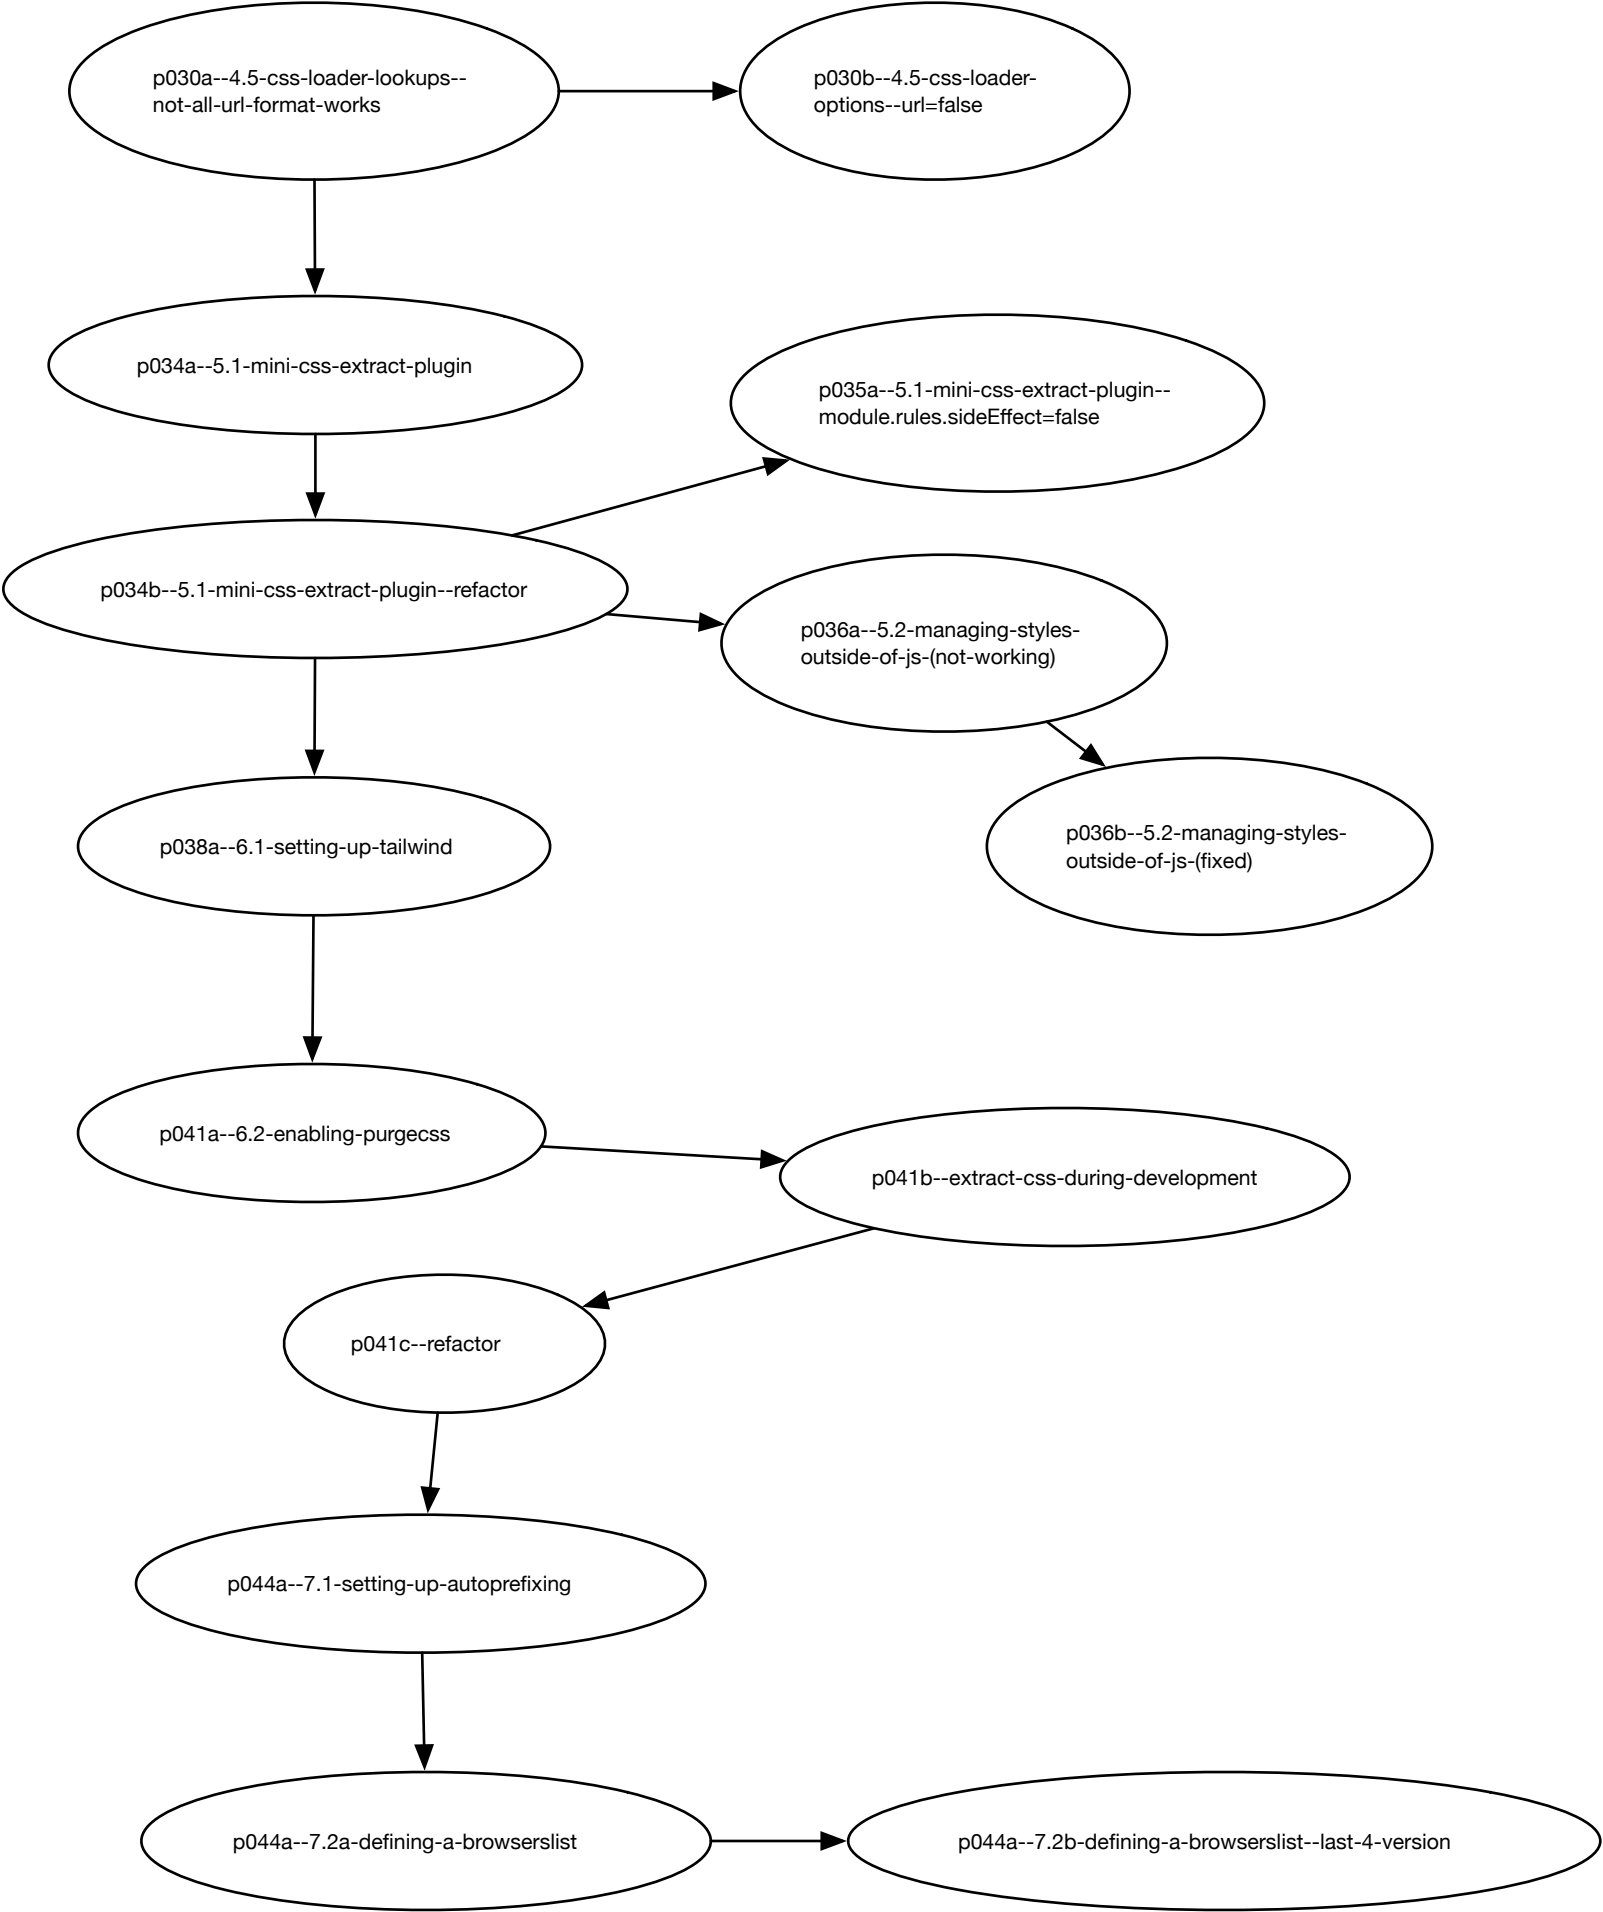 p030a--4.5-css-loader-lookups--
not-all-url-format-works
p030b--4.5-css-loader-
options--url=false
p034a--5.1-mini-css-extract-plugin
p035a--5.1-mini-css-extract-plugin--
module.rules.sideEffect=false
p034b--5.1-mini-css-extract-plugin--refactor
p036a--5.2-managing-styles-
outside-of-js-(not-working)
p038a--6.1-setting-up-tailwind
p036b--5.2-managing-styles-
outside-of-js-(fixed)
p041a--6.2-enabling-purgecss
p041b--extract-css-during-development
p041c--refactor
p044a--7.1-setting-up-autoprefixing
p044a--7.2a-defining-a-browserslist
p044a--7.2b-defining-a-browserslist--last-4-version